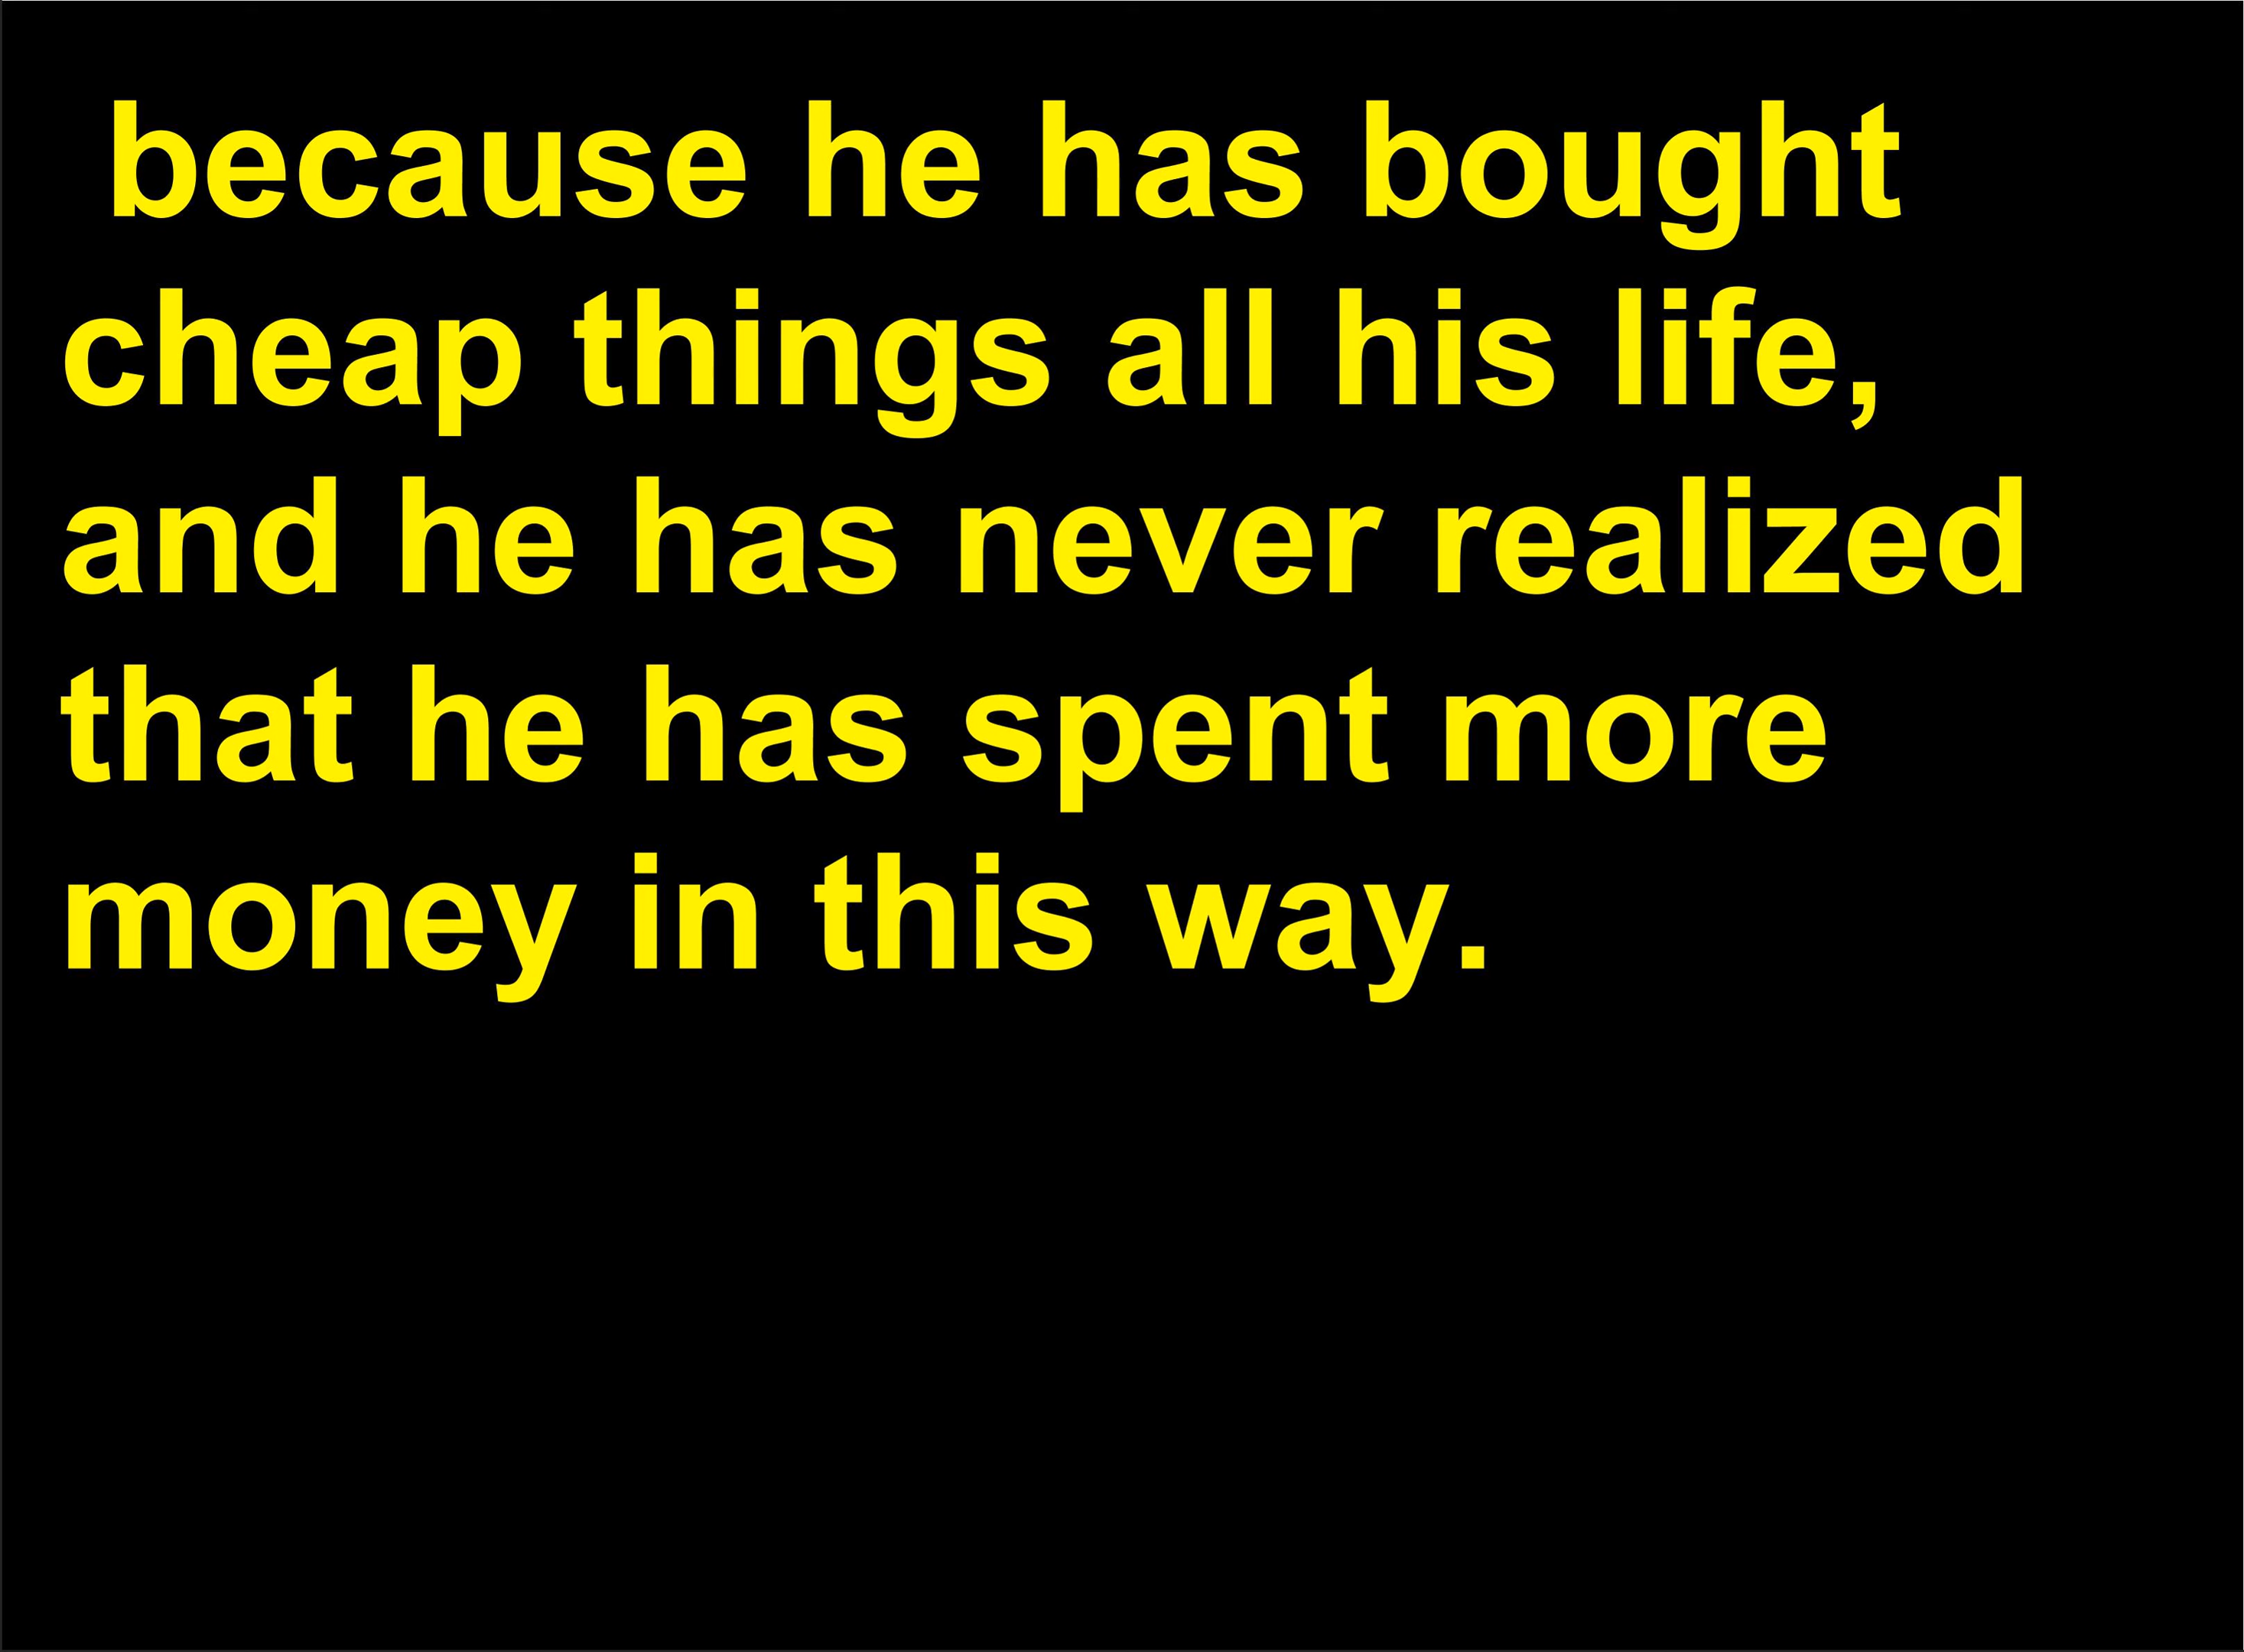 because he has bought
cheap things all his life,
and he has never realized
that he has spent more
money in this way.